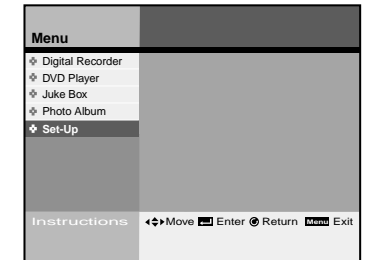 Menu
Digital Recorder
DVD Player
Juke Box
Photo Album
Set-Up
Instructions
Move Enter Return Menu Exit